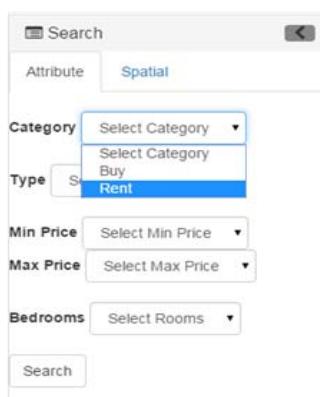 Search
Attribute Spatial
Category Select Category
Select Category
Buy
Type
Rent
Min Price Select Min Price
Max Price Select Max Price
Bedrooms Select Rooms
Search